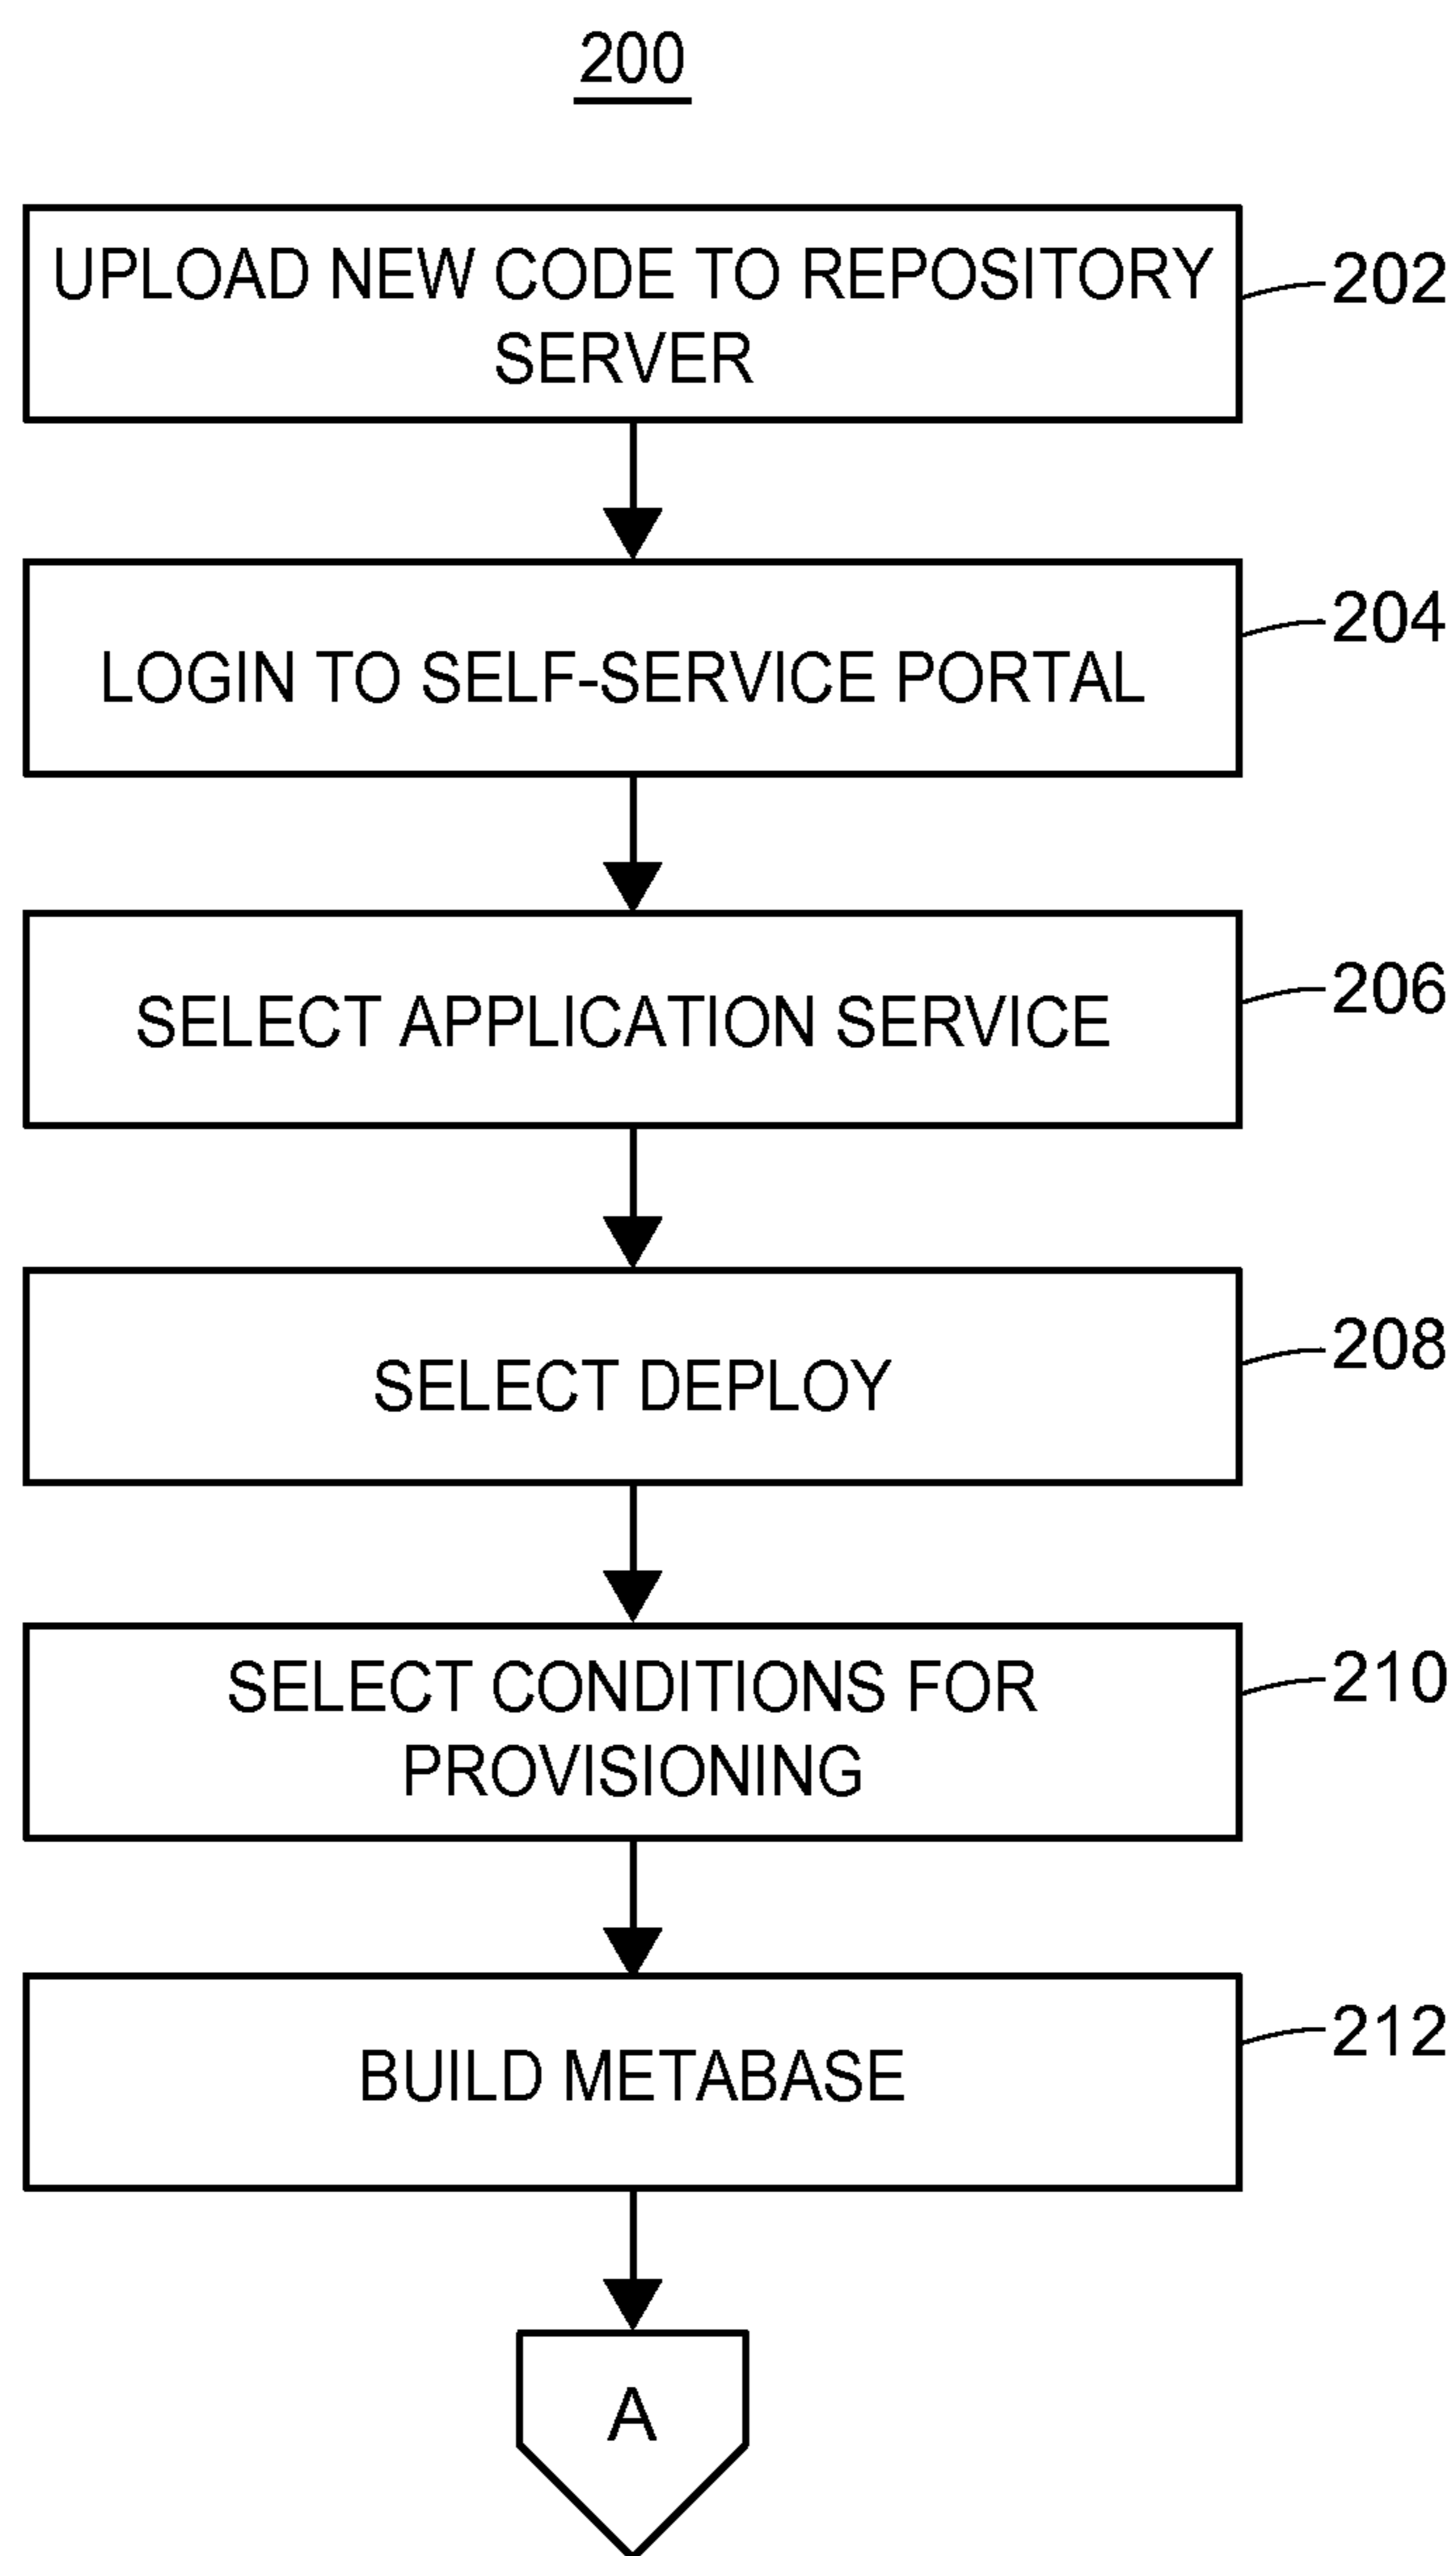 200
UPLOAD NEW CODE TO REPOSITORY
SERVER
202
LOGIN TO SELF-SERVICE PORTAL
204
SELECT APPLICATION SERVICE
206
SELECT DEPLOY
208
SELECT CONDITIONS FOR
PROVISIONING
210
BUILD METABASE
212
A